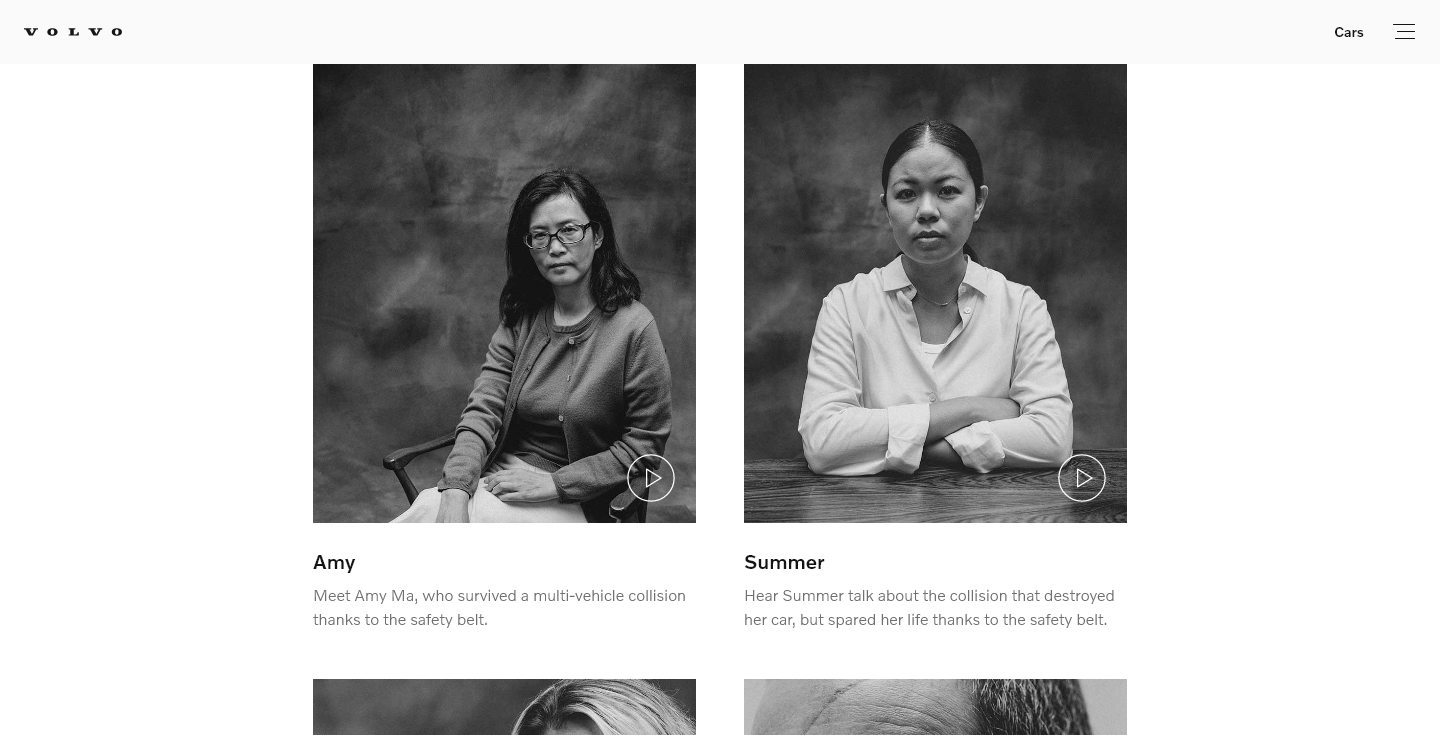 VOLVO
Cars
Amy
Meet Amy Ma, who survived a multi-vehicle collision
thanks to the safety belt.
Summer
Hear Summer talk about the collision that destroyed
her car, but spared her life thanks to the safety belt.